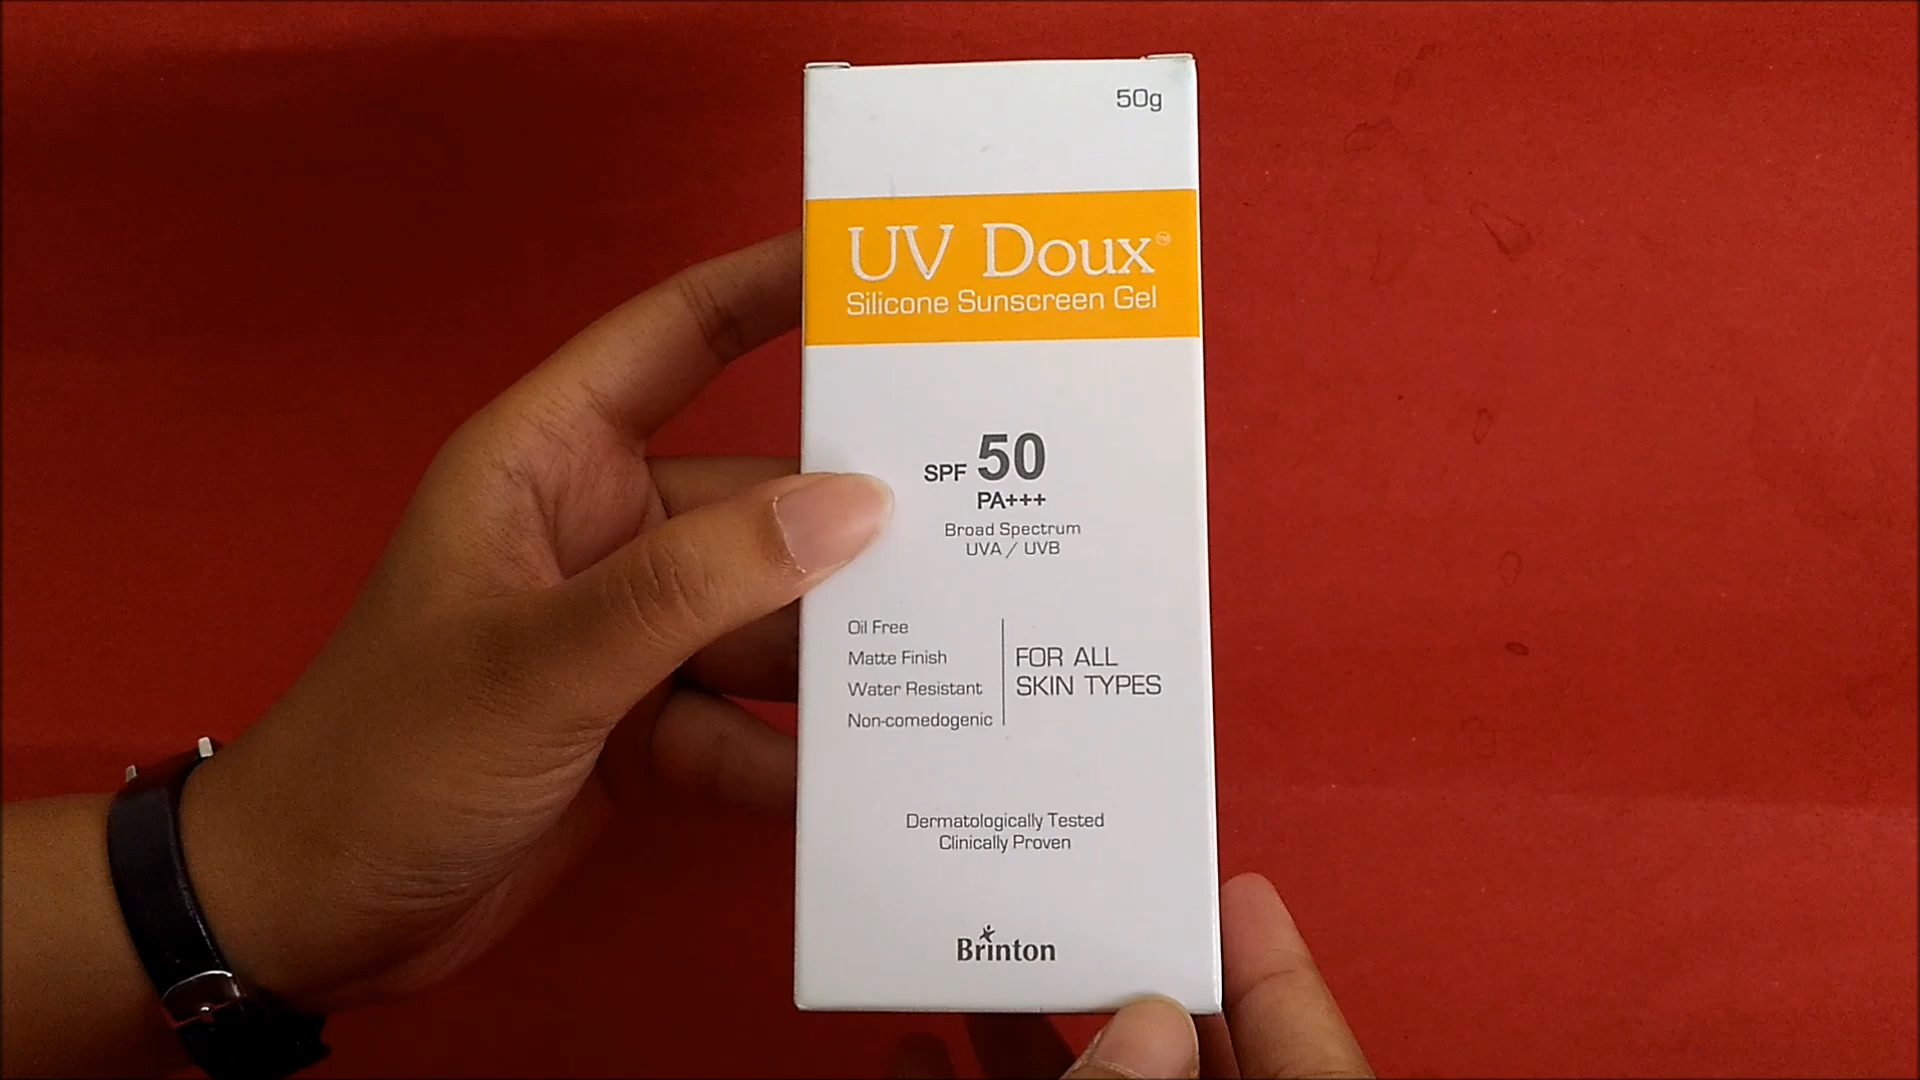 50g
UV Doux™
Silicone Sunscreen Gel
SPF 50
PA+++
Broad Spectrum
UVA / UVB
Oil Free
Matte Finish
Water Resistant
Non-comedogenic
FOR ALL
SKIN TYPES
Dermatologically Tested
Clinically Proven
Brinton